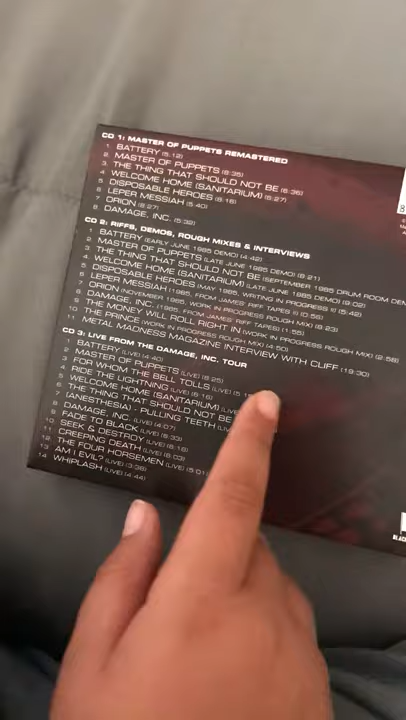 CD 1: MASTER OF PUPPETS REMASTERED
1. BATTERY (5:12)
2. MASTER OF PUPPETS (8:35)
3. THE THING THAT SHOULD NOT BE (6:36)
4. WELCOME HOME (SANITARIUM) (6:27)
5. DISPOSABLE HEROES (8:16)
6. LEPER MESSIAH (5:40)
7. ORION (8:27)
8. DAMAGE, INC. (5:32)
CD 2: RIFFS, DEMOS, ROUGH MIXES & INTERVIEWS
1. BATTERY (EARLY JUNE 1985 DEMO) (4:42)
2. MASTER OF PUPPETS (LATE JUNE 1985 DEMO) (8:21)
3. THE THING THAT SHOULD NOT BE (SEPTEMBER 1985 DRUM ROOM DEM
4. WELCOME HOME (SANITARIUM) (LATE JUNE 1985 DEMO)
5. DISPOSABLE HEROES (MAY 1985, WRITING IN PROGRESS II) (5:42)
6. LEPER MESSIAH (1985, FROM JAMES' RIFF TAPES II)
7. ORION (NOVEMBER 1985, WORK IN PROGRESS ROUGH MIX) (8:23)
8. DAMAGE, INC. (1985, FROM JAMES' RIFF TAPES) (1:55)
9. THE MONEY WILL ROLL RIGHT IN (WORK IN PROGRESS ROUGH MIX) (2:58)
10. THE PRINCE (WORK IN PROGRESS ROUGH MIX) (4:50)
11. METAL MADNESS MAGAZINE INTERVIEW WITH CLIFF (19:30)
CD 3: LIVE FROM THE DAMAGE, INC. TOUR
1. BATTERY (LIVE) (4:40)
2. MASTER OF PUPPETS (LIVE) (8:25)
3. FOR WHOM THE BELL TOLLS (LIVE)
4. RIDE THE LIGHTNING (LIVE) (6:16)
5. WELCOME HOME (SANITARIUM)
6. THE THING THAT SHOULD NOT BE
7. (ANESTHESIA) - PULLING TEETH
8. DAMAGE, INC. (LIVE) (4:07)
9. FADE TO BLACK (LIVE) (6:33)
10. SEEK & DESTROY (LIVE) (6:16)
11. CREEPING DEATH (LIVE) (6:03)
12. THE FOUR HORSEMEN (LIVE) (5:01)
13. AM I EVIL? (LIVE) (3:38)
14. WHIPLASH (LIVE) (4:44)
BLACK